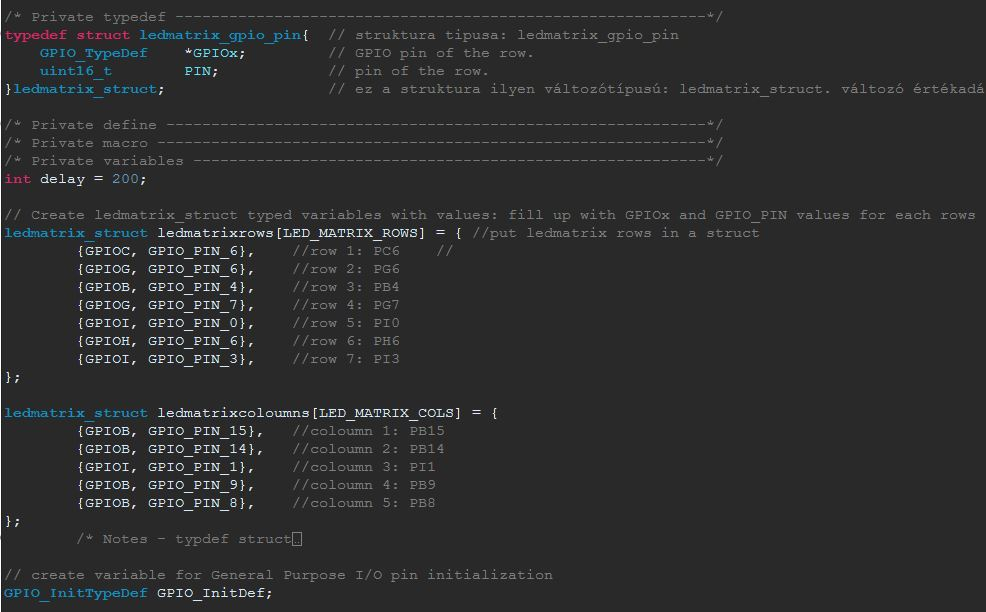 /* Private typedef -----------------------------------------------------------*/
typedef struct ledmatrix_gpio_pin{  // struktura tipusa: ledmatrix_gpio_pin
    GPIO_TypeDef    *GPIOx;         // GPIO pin of the row.
    uint16_t        PIN;            // pin of the row.
}ledmatrix_struct;                  // ez a struktura ilyen változótípusú: ledmatrix_struct. változó értékadá
/* Private define ------------------------------------------------------------*/
/* Private macro -------------------------------------------------------------*/
/* Private variables ---------------------------------------------------------*/
int delay = 200;
// Create ledmatrix_struct typed variables with values: fill up with GPIOx and GPIO_PIN values for each rows
ledmatrix_struct ledmatrixrows[LED_MATRIX_ROWS] = { //put ledmatrix rows in a struct
        {GPIOC, GPIO_PIN_6},    //row 1: PC6    //
        {GPIOG, GPIO_PIN_6},    //row 2: PG6
        {GPIOB, GPIO_PIN_4},    //row 3: PB4
        {GPIOG, GPIO_PIN_7},    //row 4: PG7
        {GPIOI, GPIO_PIN_0},    //row 5: PI0
        {GPIOH, GPIO_PIN_6},    //row 6: PH6
        {GPIOI, GPIO_PIN_3},    //row 7: PI3
};
ledmatrix_struct ledmatrixcoloumns[LED_MATRIX_COLS] = {
        {GPIOB, GPIO_PIN_15},   //coloumn 1: PB15
        {GPIOB, GPIO_PIN_14},   //coloumn 2: PB14
        {GPIOI, GPIO_PIN_1},    //coloumn 3: PI1
        {GPIOB, GPIO_PIN_9},    //coloumn 4: PB9
        {GPIOB, GPIO_PIN_8},    //coloumn 5: PB8
};
        /* Notes - typdef struct..
// create variable for General Purpose I/O pin initialization
GPIO_InitTypeDef GPIO_InitDef;